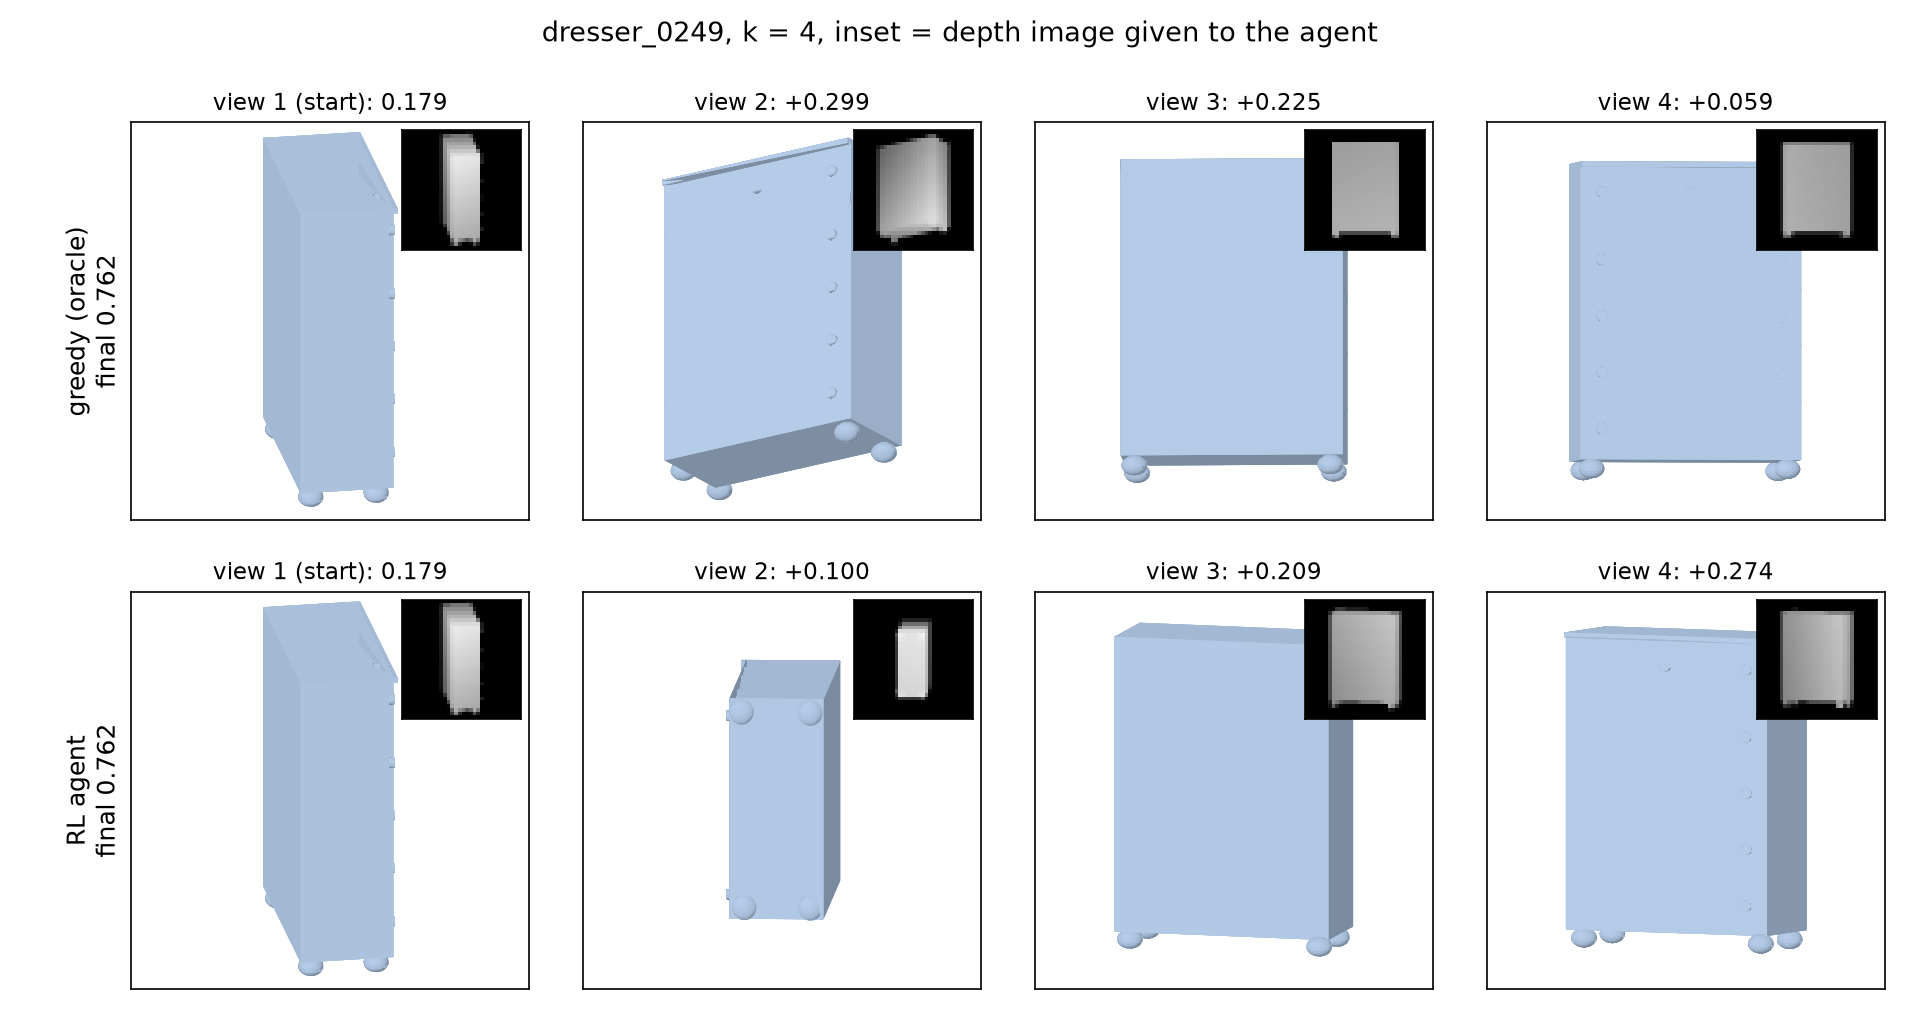 dresser_0249, k = 4, inset = depth image given to the agent
view 1 (start): 0.179
view 2: +0.299
view 3: +0.225
view 4: +0.059
greedy (oracle)
final 0.762
view 1 (start): 0.179
view 2: +0.100
view 3: +0.209
view 4: +0.274
RL agent
final 0.762